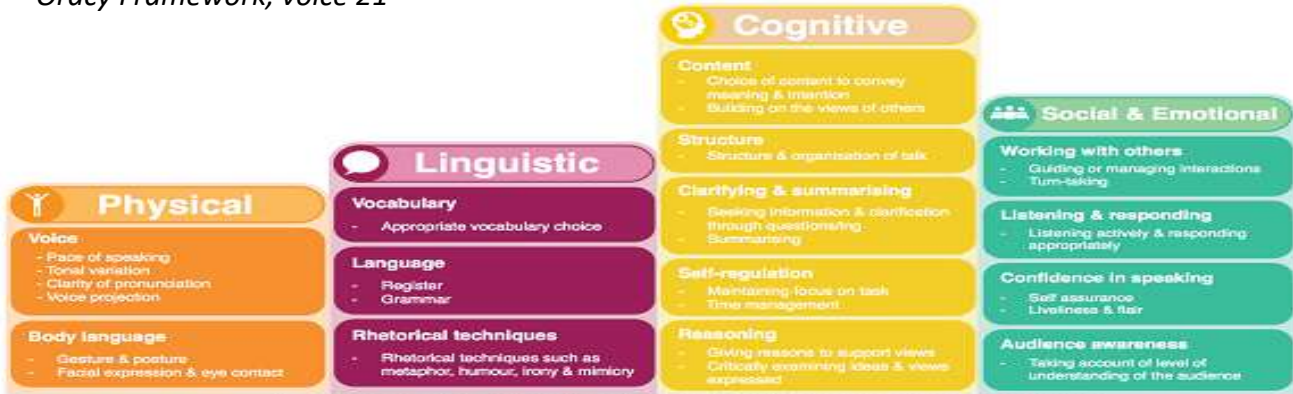 Oracy Framework, Voice 21
Physical
Voice
- Pace of speaking
- Tonal variation
- Clarity of pronunciation
- Voice projection
Body language
- Gesture & posture
- Facial expression & eye contact
Linguistic
Vocabulary
- Appropriate vocabulary choice
Language
- Register
- Grammar
Rhetorical techniques
- Rhetorical techniques such as
metaphor, humour, irony & mimicry
Cognitive
Content
- Choice of content to convey
meaning & intention
- Building on the views of others
Structure
- Structure & organisation of talk
Clarifying & summarising
- Seeking information & clarification
through questions/ing
- Summarising
Self-regulation
- Maintaining focus on task
- Time management
Reasoning
- Giving reasons to support views
- Critically examining ideas & views
expressed
Social & Emotional
Working with others
- Guiding or managing interactions
- Turn-taking
Listening & responding
- Listening actively & responding
appropriately
Confidence in speaking
- Self assurance
- Liveliness & flair
Audience awareness
- Taking account of level of
understanding of the audience